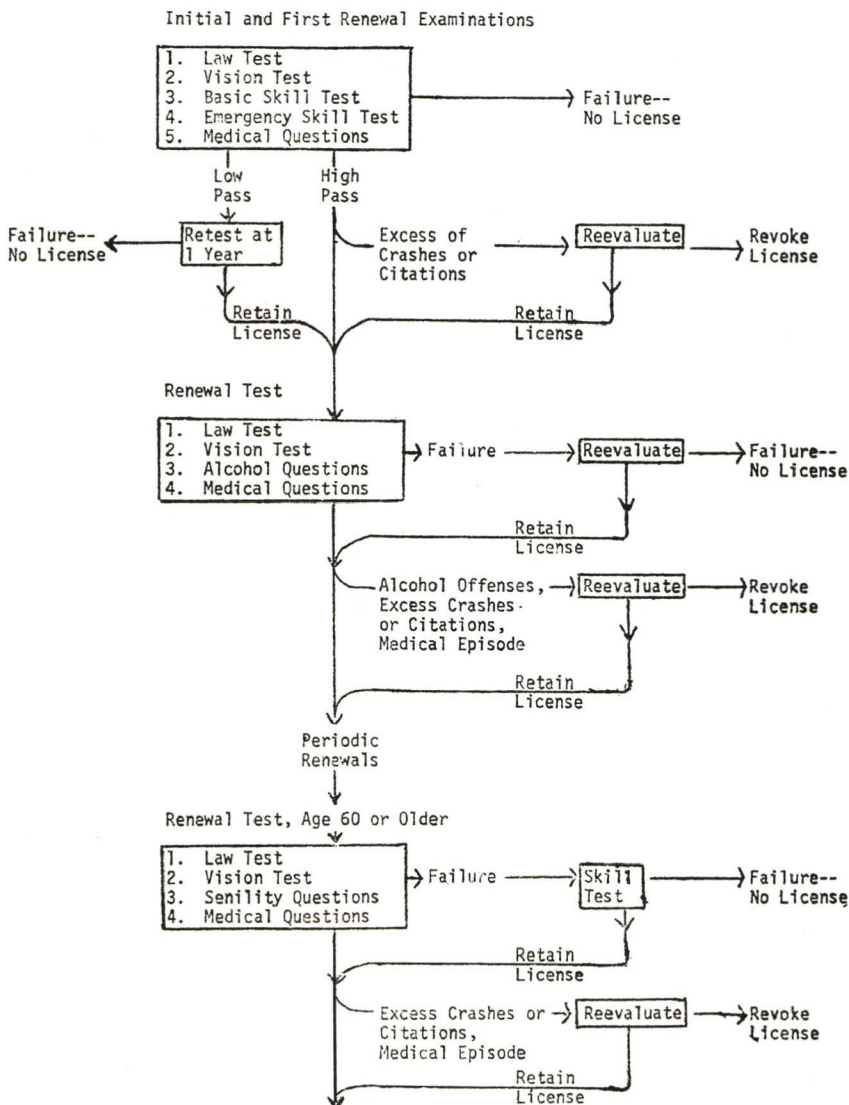 Initial and First Renewal Examinations
1. Law Test
2. Vision Test
3. Basic Skill Test
4. Emergency Skill Test
5. Medical Questions
Failure--
No License
Low
Pass
High
Pass
Failure--
No License
Retest at
1 Year
Excess of
Crashes or
Citations
Reevaluate
Revoke
License
Retain
License
Retain
License
Renewal Test
1. Law Test
2. Vision Test
3. Alcohol Questions
4. Medical Questions
Failure
Reevaluate
Failure--
No License
Retain
License
Alcohol Offenses,
Excess Crashes
or Citations,
Medical Episode
Reevaluate
Revoke
License
Retain
License
Periodic
Renewals
Renewal Test, Age 60 or Older
1. Law Test
2. Vision Test
3. Senility Questions
4. Medical Questions
Failure
Skill
Test
Failure--
No License
Retain
License
Excess Crashes or
Citations,
Medical Episode
Reevaluate
Revoke
License
Retain
License